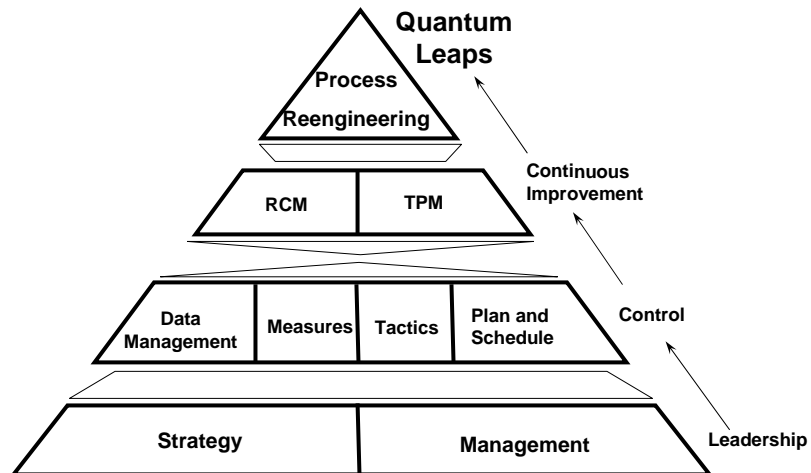 Quantum
Leaps
Process
Reengineering
Continuous
Improvement
RCM
TPM
Data
Management
Measures
Tactics
Plan and
Schedule
Control
Strategy
Management
Leadership